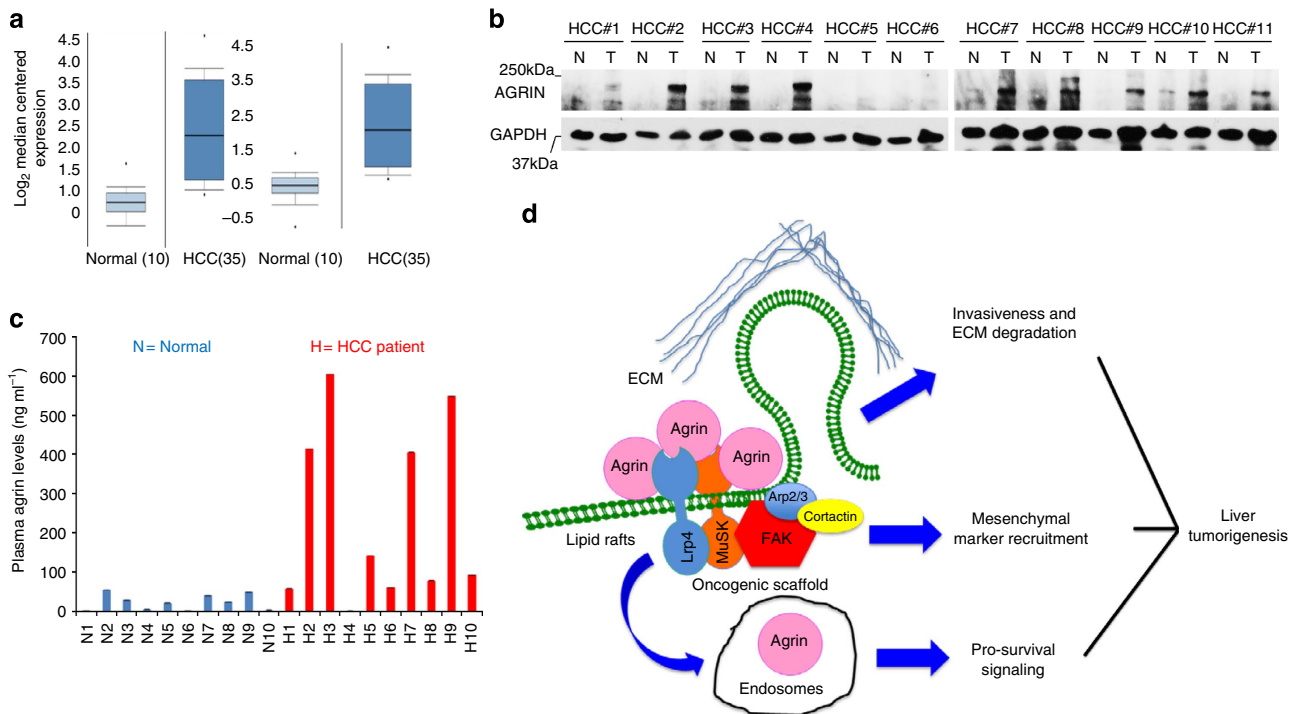 a
Log2 median centered
expression
4.5
4.0
3.5
3.0
2.5
2.0
1.5
1.0
0
4.5
3.5
2.5
1.5
0.5
–0.5
Normal (10)
HCC(35)
Normal (10)
HCC(35)
b
HCC#1 HCC#2 HCC#3 HCC#4 HCC#5 HCC#6 HCC#7 HCC#8 HCC#9 HCC#10 HCC#11
N T N T N T N T N T N T N T N T N T N T N T
250kDa
AGRIN
GAPDH
37kDa
c
Plasma agrin levels (ng ml−1)
700
600
500
400
300
200
100
0
N = Normal
H = HCC patient
N1 N2 N3 N4 N5 N6 N7 N8 N9 N10 H1 H2 H3 H4 H5 H6 H7 H8 H9 H10
d
ECM
Agrin
Agrin
Agrin
Arp2/3
Cortactin
FAK
MuSK
Lrp4
Lipid rafts
Oncogenic scaffold
Agrin
Endosomes
Invasiveness and
ECM degradation
Mesenchymal
marker recruitment
Pro-survival
signaling
Liver
tumorigenesis